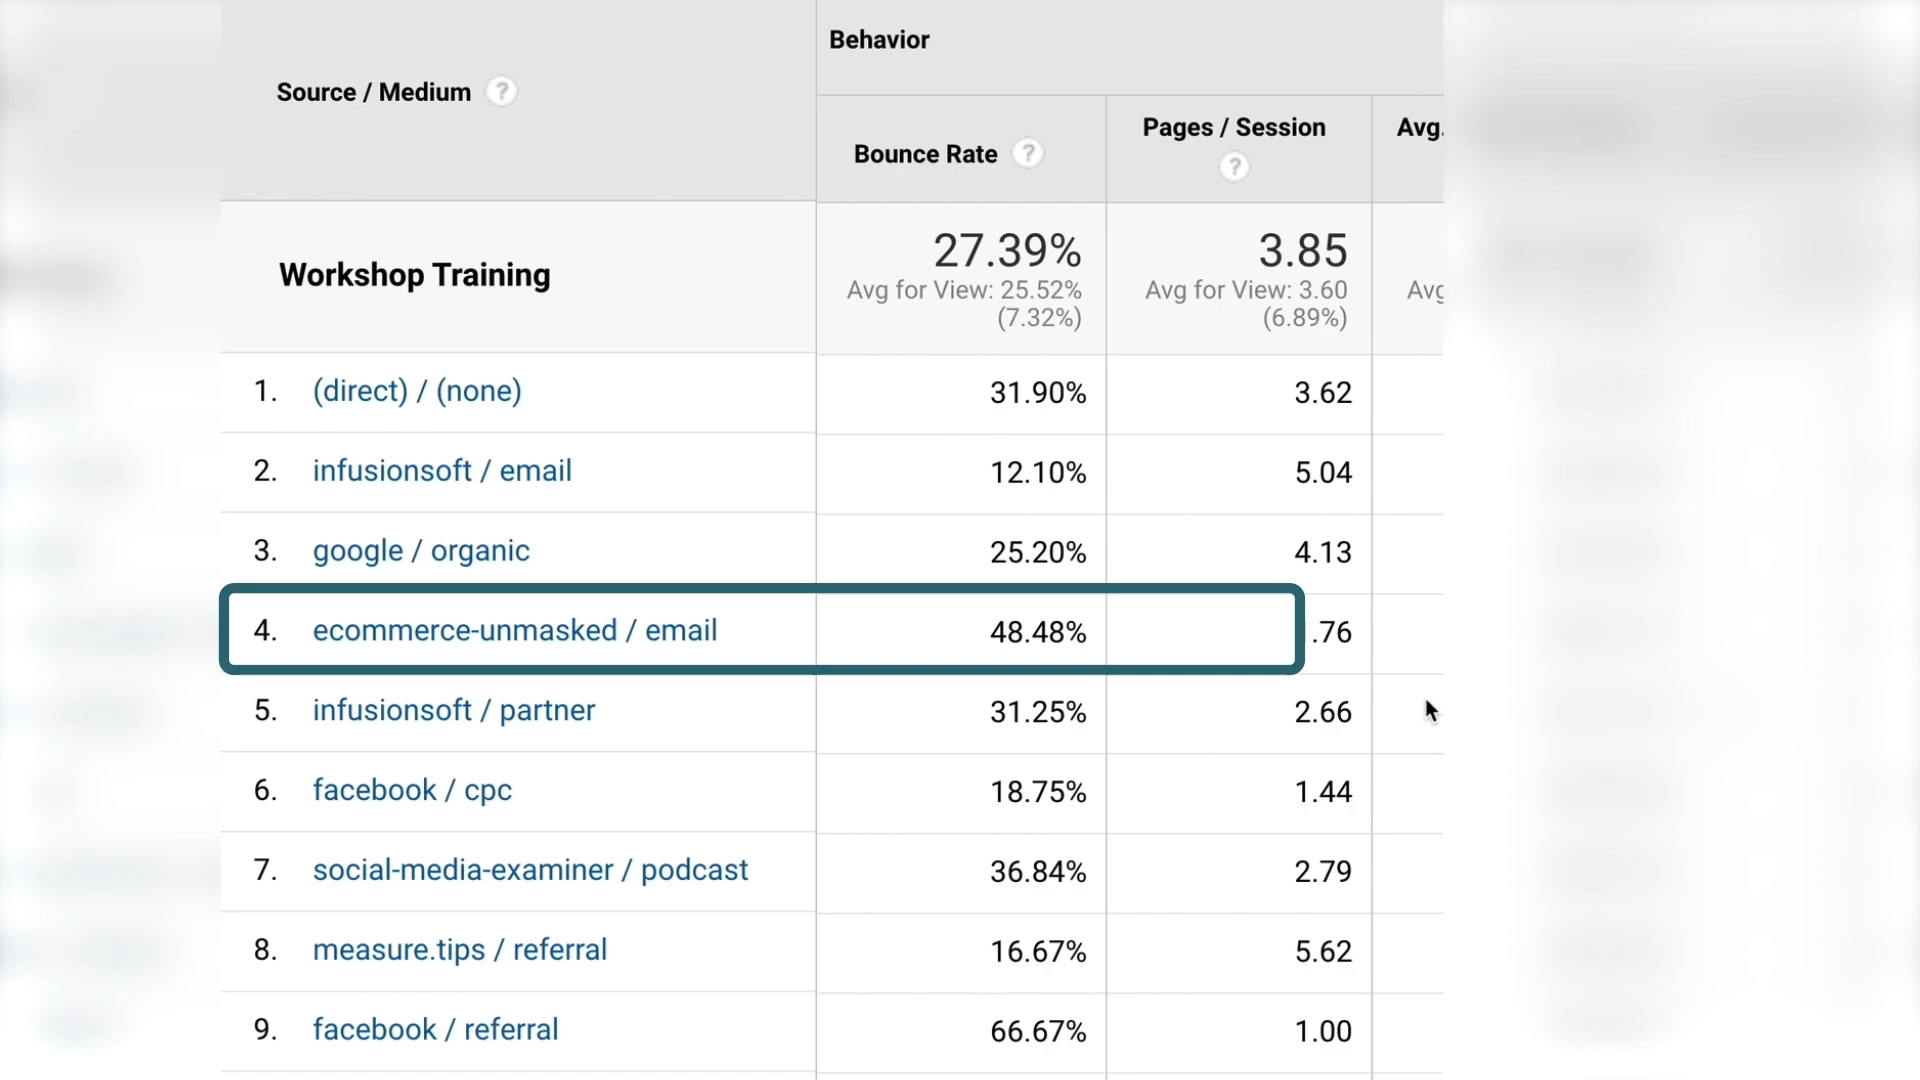 Behavior
Source / Medium ?
Bounce Rate ?
Pages / Session
?
Avg.
Workshop Training
27.39%
Avg for View: 25.52%
(7.32%)
3.85
Avg for View: 3.60
(6.89%)
Avg
1. (direct) / (none) 31.90% 3.62
2. infusionsoft / email 12.10% 5.04
3. google / organic 25.20% 4.13
4. ecommerce-unmasked / email 48.48% .76
5. infusionsoft / partner 31.25% 2.66
6. facebook / cpc 18.75% 1.44
7. social-media-examiner / podcast 36.84% 2.79
8. measure.tips / referral 16.67% 5.62
9. facebook / referral 66.67% 1.00